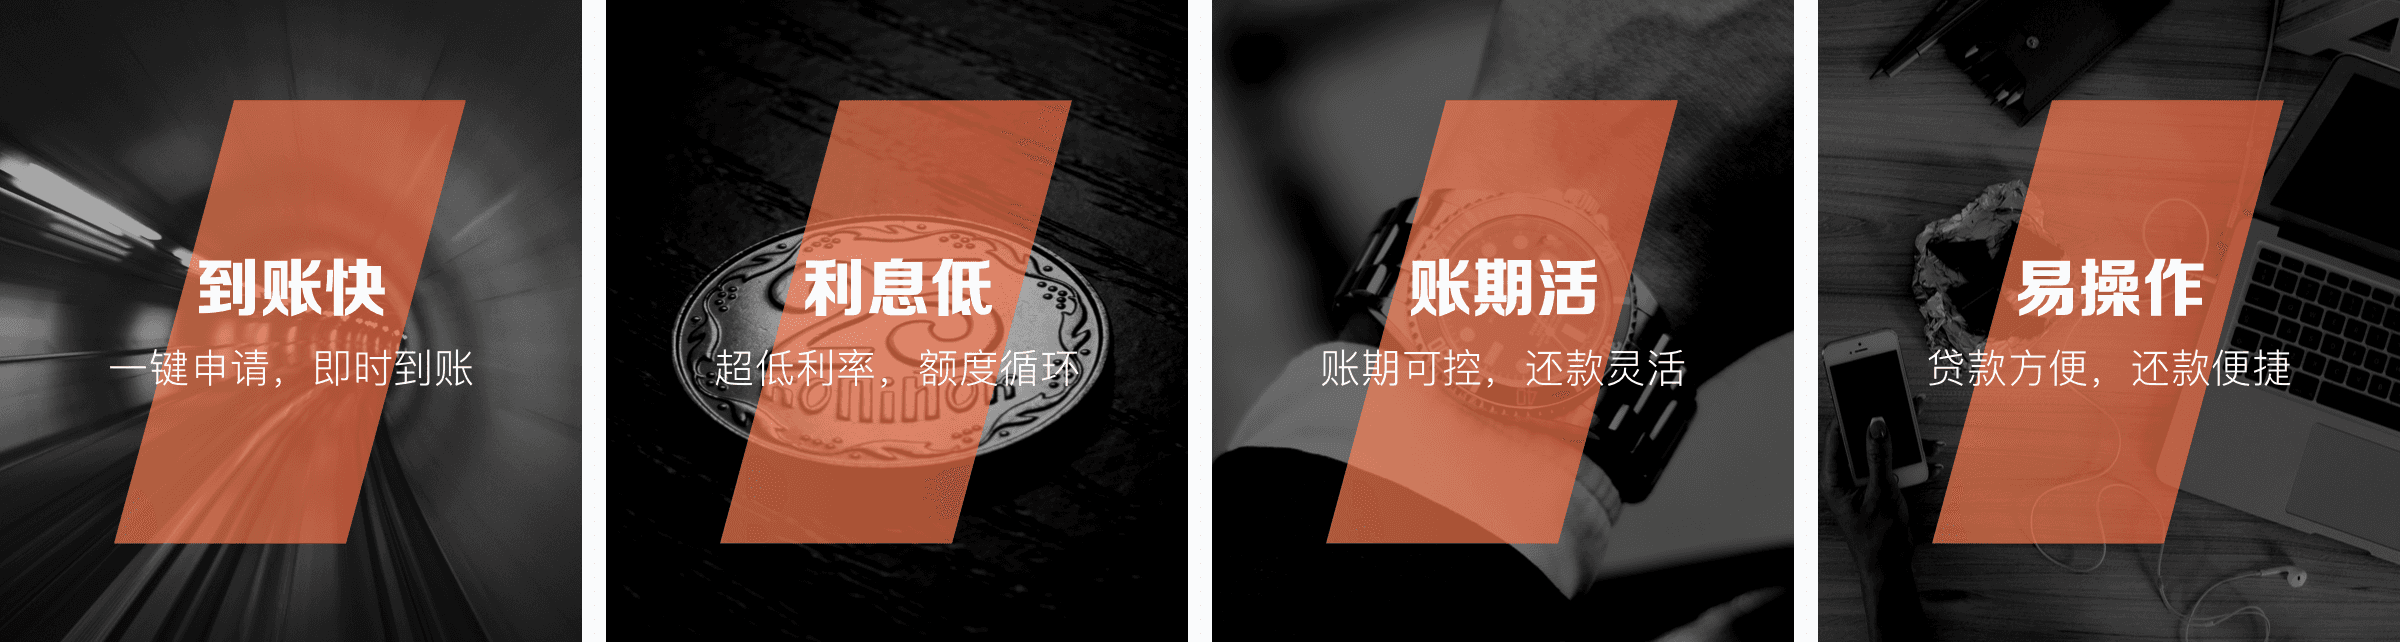 到账快
一键申请，即时到账
利息低
超低利率，额度循环
25
账期活
账期可控，还款灵活
易操作
贷款方便，还款便捷